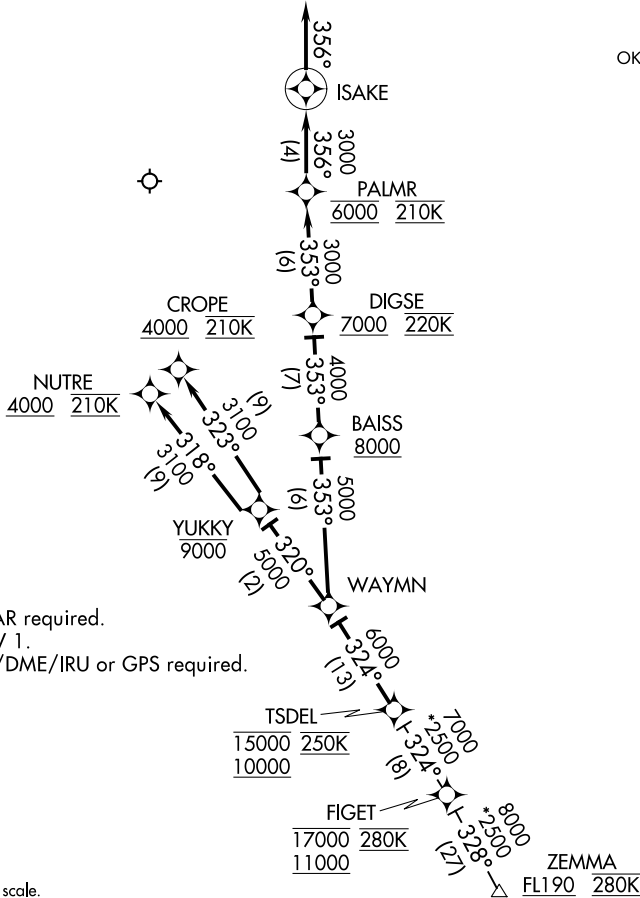 356°
OK
ISAKE
3000
356°
(4)
PALMR
6000 210K
3000
353°
(6)
CROPE
4000 210K
DIGSE
7000 220K
NUTRE
4000 210K
4000
353°
(7)
(9)
3100
323°
318°
3100
(9)
BAISS
8000
5000
353°
(6)
YUKKY
9000
320°
5000
(2)
WAYMN
AR required.
1.
/DME/IRU or GPS required.
6000
324°
(13)
TSDEL
15000 250K
10000
7000
*2500
324°
(8)
FIGET
17000 280K
11000
8000
*2500
328°
(27)
ZEMMA
FL190 280K
scale.